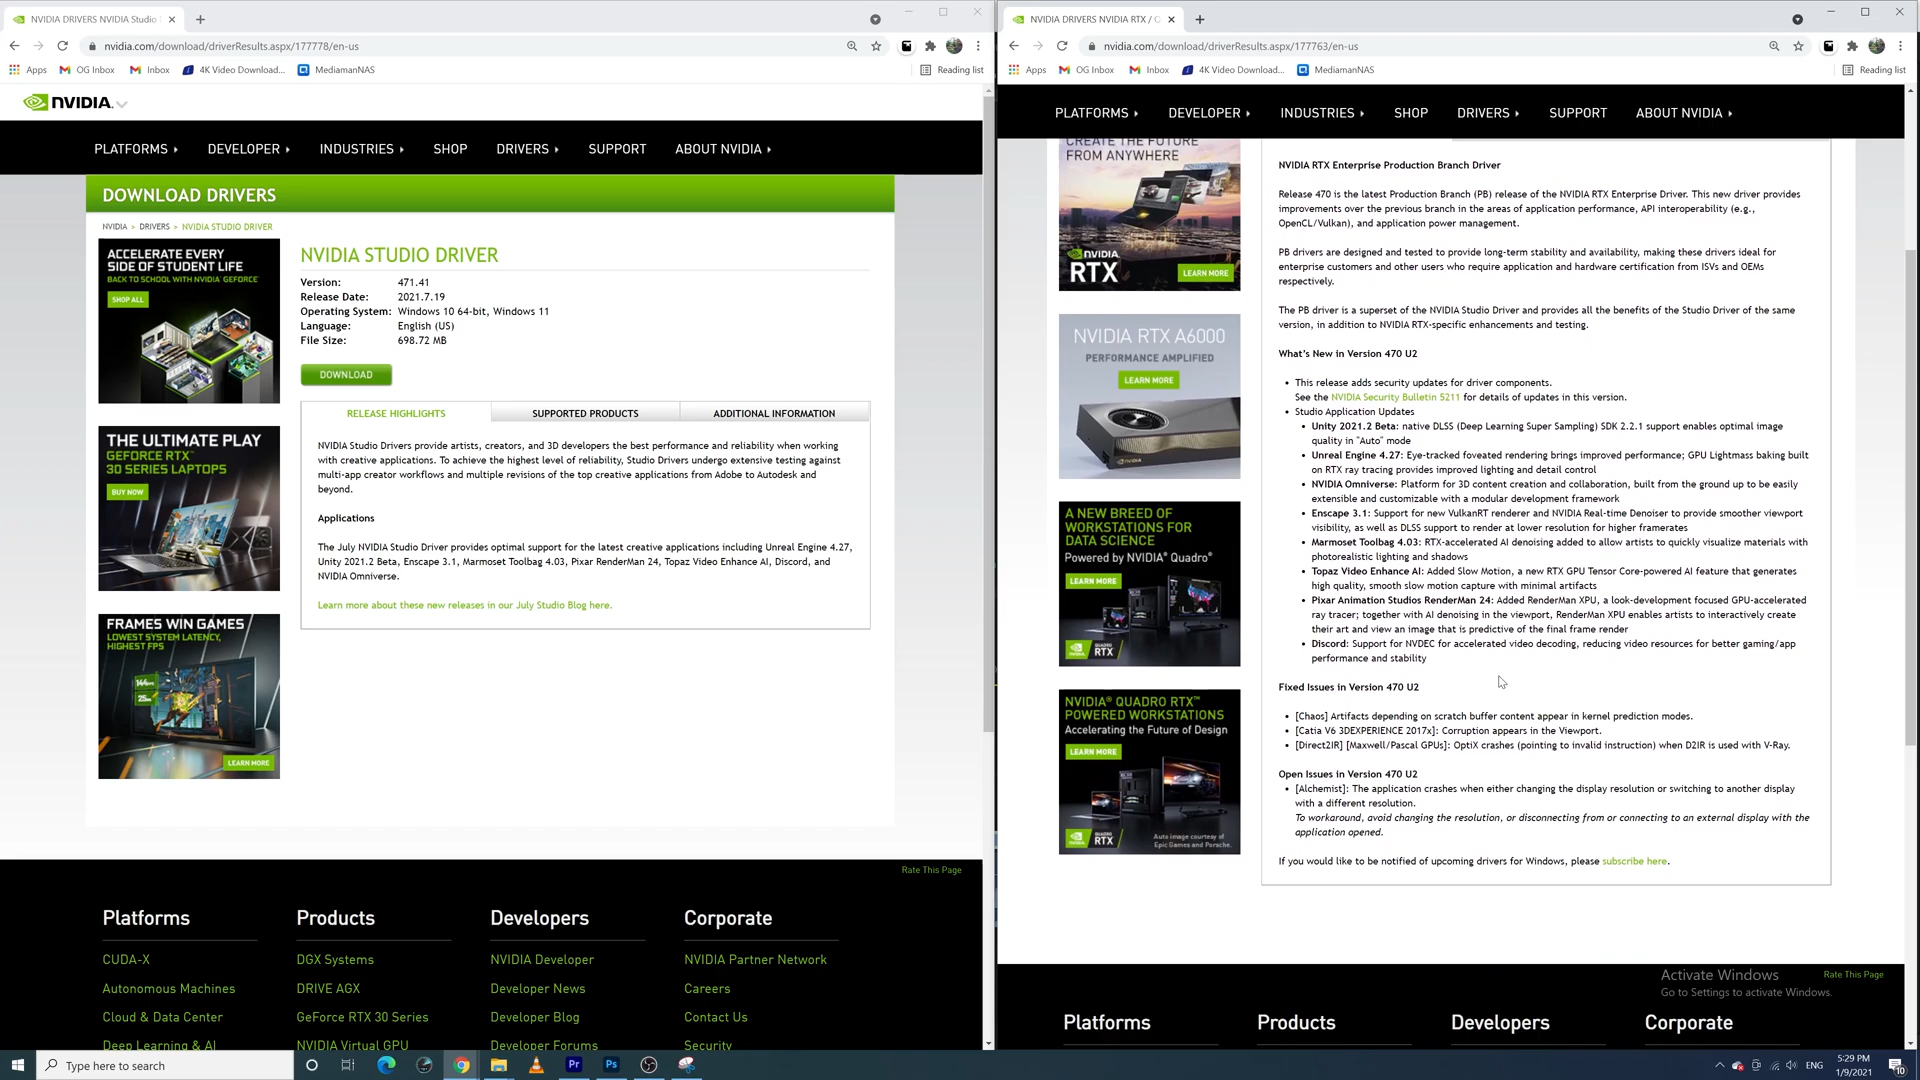 NVIDIA DRIVERS NVIDIA Studio
nvidia.com/download/driverResults.aspx/177778/en-us
Apps
OG Inbox
Inbox
4K Video Download...
MediamanNAS
Reading list
NVIDIA.
PLATFORMS
DEVELOPER
INDUSTRIES
SHOP
DRIVERS
SUPPORT
ABOUT NVIDIA
DOWNLOAD DRIVERS
NVIDIA > DRIVERS > NVIDIA STUDIO DRIVER
ACCELERATE EVERY
SIDE OF STUDENT LIFE
BACK TO SCHOOL WITH NVIDIA GEFORCE
SHOP ALL
THE ULTIMATE PLAY
GEFORCE RTX
30 SERIES LAPTOPS
BUY NOW
FRAMES WIN GAMES
LOWEST SYSTEM LATENCY,
HIGHEST FPS
LEARN MORE
NVIDIA STUDIO DRIVER
Version: 471.41
Release Date: 2021.7.19
Operating System: Windows 10 64-bit, Windows 11
Language: English (US)
File Size: 698.72 MB
DOWNLOAD
RELEASE HIGHLIGHTS
SUPPORTED PRODUCTS
ADDITIONAL INFORMATION
NVIDIA Studio Drivers provide artists, creators, and 3D developers the best performance and reliability when working
with creative applications. To achieve the highest level of reliability, Studio Drivers undergo extensive testing against
multi-app creator workflows and multiple revisions of the top creative applications from Adobe to Autodesk and
beyond.
Applications
The July NVIDIA Studio Driver provides optimal support for the latest creative applications including Unreal Engine 4.27,
Unity 2021.2 Beta, Enscape 3.1, Marmoset Toolbag 4.03, Pixar RenderMan 24, Topaz Video Enhance AI, Discord, and
NVIDIA Omniverse.
Learn more about these new releases in our July Studio Blog here.
Rate This Page
Platforms
Products
Developers
Corporate
CUDA-X
DGX Systems
NVIDIA Developer
NVIDIA Partner Network
Autonomous Machines
DRIVE AGX
Developer News
Careers
Cloud & Data Center
GeForce RTX 30 Series
Developer Blog
Contact Us
Deep Learning & AI
NVIDIA Virtual GPU
Developer Forums
Security
NVIDIA DRIVERS NVIDIA RTX / Q
nvidia.com/download/driverResults.aspx/177763/en-us
Apps
OG Inbox
Inbox
4K Video Download...
MediamanNAS
Reading list
PLATFORMS
DEVELOPER
INDUSTRIES
SHOP
DRIVERS
SUPPORT
ABOUT NVIDIA
CREATE THE FUTURE
FROM ANYWHERE
NVIDIA
RTX
LEARN MORE
NVIDIA RTX A6000
PERFORMANCE AMPLIFIED
LEARN MORE
A NEW BREED OF
WORKSTATIONS FOR
DATA SCIENCE
Powered by NVIDIA® Quadro®
LEARN MORE
QUADRO
RTX
NVIDIA® QUADRO RTX™
POWERED WORKSTATIONS
Accelerating the Future of Design
LEARN MORE
QUADRO
RTX
Auto image courtesy of
Epic Games and Porsche.
NVIDIA RTX Enterprise Production Branch Driver
Release 470 is the latest Production Branch (PB) release of the NVIDIA RTX Enterprise Driver. This new driver provides
improvements over the previous branch in the areas of application performance, API interoperability (e.g.,
OpenCL/Vulkan), and application power management.
PB drivers are designed and tested to provide long-term stability and availability, making these drivers ideal for
enterprise customers and other users who require application and hardware certification from ISVs and OEMs
respectively.
The PB driver is a superset of the NVIDIA Studio Driver and provides all the benefits of the Studio Driver of the same
version, in addition to NVIDIA RTX-specific enhancements and testing.
What's New in Version 470 U2
• This release adds security updates for driver components.
See the NVIDIA Security Bulletin 5211 for details of updates in this version.
• Studio Application Updates
• Unity 2021.2 Beta: native DLSS (Deep Learning Super Sampling) SDK 2.2.1 support enables optimal image
quality in "Auto" mode
• Unreal Engine 4.27: Eye-tracked foveated rendering brings improved performance; GPU Lightmass baking built
on RTX ray tracing provides improved lighting and detail control
• NVIDIA Omniverse: Platform for 3D content creation and collaboration, built from the ground up to be easily
extensible and customizable with a modular development framework
• Enscape 3.1: Support for new VulkanRT renderer and NVIDIA Real-time Denoiser to provide smoother viewport
visibility, as well as DLSS support to render at lower resolution for higher framerates
• Marmoset Toolbag 4.03: RTX-accelerated AI denoising added to allow artists to quickly visualize materials with
photorealistic lighting and shadows
• Topaz Video Enhance AI: Added Slow Motion, a new RTX GPU Tensor Core-powered AI feature that generates
high quality, smooth slow motion capture with minimal artifacts
• Pixar Animation Studios RenderMan 24: Added RenderMan XPU, a look-development focused GPU-accelerated
ray tracer; together with AI denoising in the viewport, RenderMan XPU enables artists to interactively create
their art and view an image that is predictive of the final frame render
• Discord: Support for NVDEC for accelerated video decoding, reducing video resources for better gaming/app
performance and stability
Fixed Issues in Version 470 U2
• [Chaos] Artifacts depending on scratch buffer content appear in kernel prediction modes.
• [Catia V6 3DEXPERIENCE 2017x]: Corruption appears in the Viewport.
• [Direct2IR] [Maxwell/Pascal GPUs]: OptiX crashes (pointing to invalid instruction) when D2IR is used with V-Ray.
Open Issues in Version 470 U2
• [Alchemist]: The application crashes when either changing the display resolution or switching to another display
with a different resolution.
To workaround, avoid changing the resolution, or disconnecting from or connecting to an external display with the
application opened.
If you would like to be notified of upcoming drivers for Windows, please subscribe here.
Activate Windows
Go to Settings to activate Windows.
Rate This Page
Platforms
Products
Developers
Corporate
Type here to search
Pr
Ps
ENG
5:29 PM
1/9/2021
10